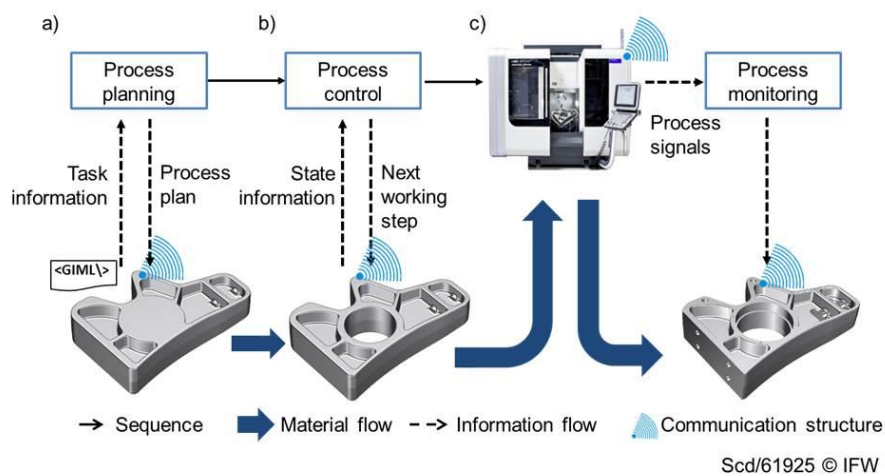 a)
b)
c)
Process
planning
Process
control
Process
monitoring
Process
signals
Task
information
Process
plan
State
information
Next
working
step
<GIML\>
Sequence
Material flow
Information flow
Communication structure
Scd/61925 © IFW